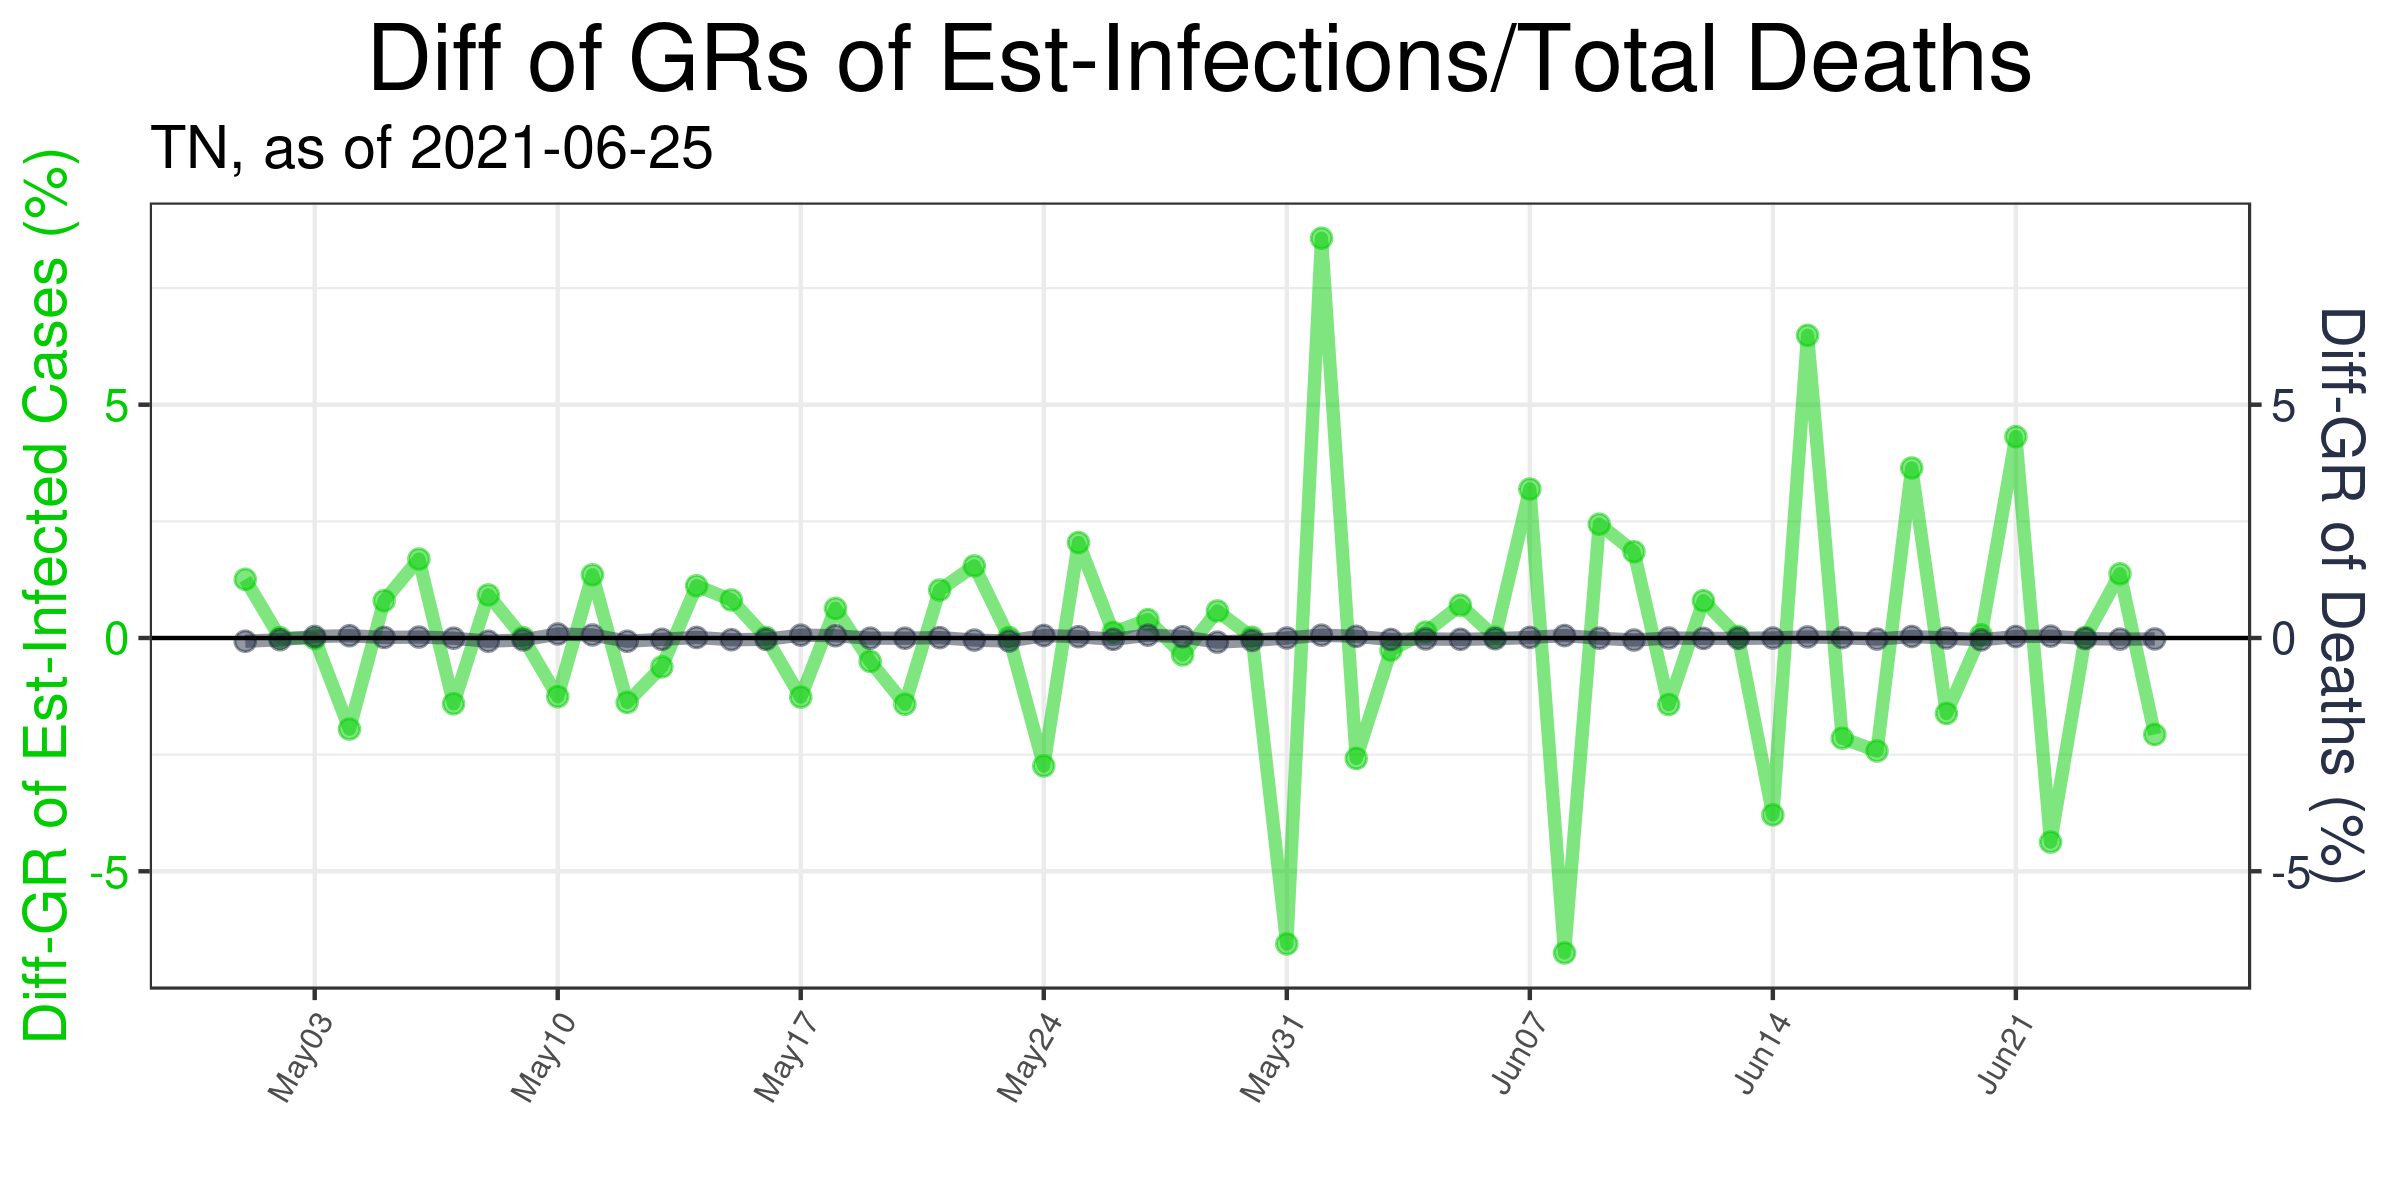 Diff of GRs of Est-Infections/Total Deaths
TN, as of 2021-06-25
Diff-GR of Est-Infected Cases (%)
5
0
-5
5
0
-5
Diff-GR of Deaths (%)
May03
May10
May17
May24
May31
Jun07
Jun14
Jun21